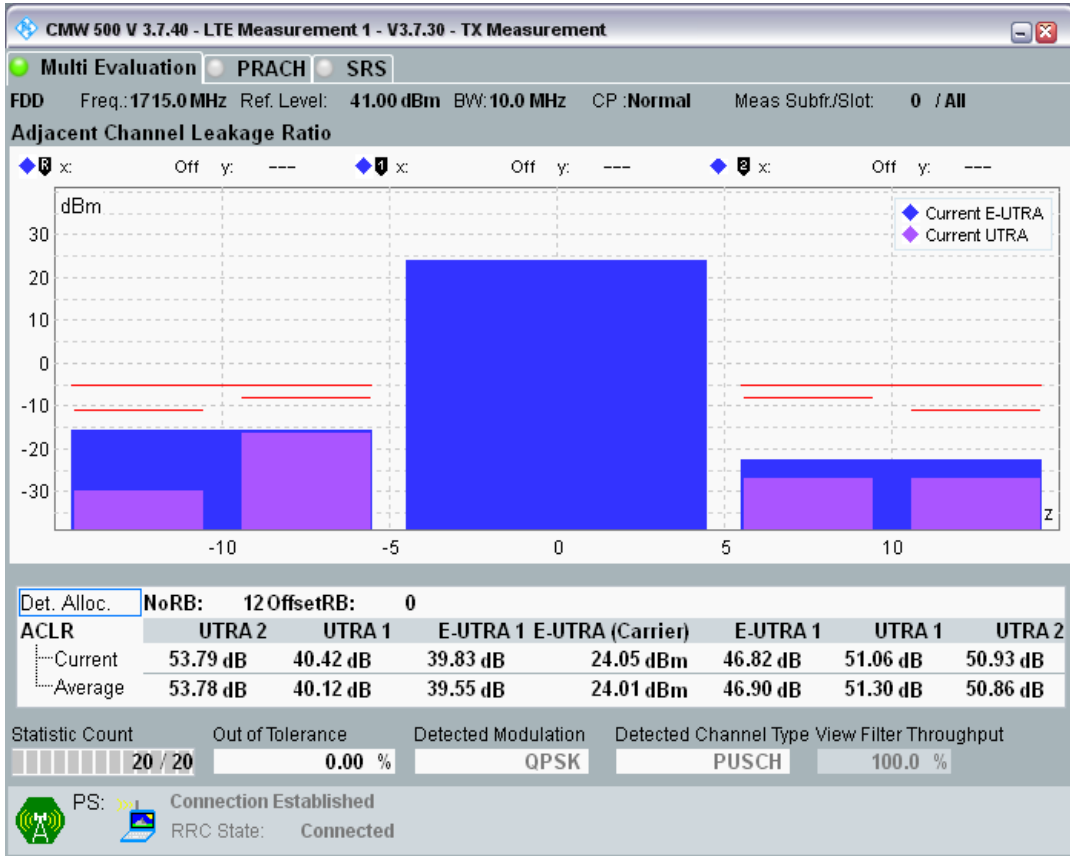 CMW 500 V 3.7.40 - LTE Measurement 1 - V3.7.30 - TX Measurement
Multi Evaluation PRACH SRS
FDD Freq.:1715.0 MHz Ref. Level: 41.00 dBm BW:10.0 MHz CP :Normal Meas Subfr./Slot: 0 / All
Adjacent Channel Leakage Ratio
R x: Off y: --- 1 x: Off y: --- 2 x: Off y: ---
dBm
Current E-UTRA
Current UTRA
30
20
10
0
-10
-20
-30
z
-10 -5 0 5 10
Det. Alloc. NoRB: 12 OffsetRB: 0
ACLR UTRA 2 UTRA 1 E-UTRA 1 E-UTRA (Carrier) E-UTRA 1 UTRA 1 UTRA 2
Current 53.79 dB 40.42 dB 39.83 dB 24.05 dBm 46.82 dB 51.06 dB 50.93 dB
Average 53.78 dB 40.12 dB 39.55 dB 24.01 dBm 46.90 dB 51.30 dB 50.86 dB
Statistic Count Out of Tolerance Detected Modulation Detected Channel Type View Filter Throughput
20 / 20 0.00 % QPSK PUSCH 100.0 %
PS: Connection Established
RRC State: Connected